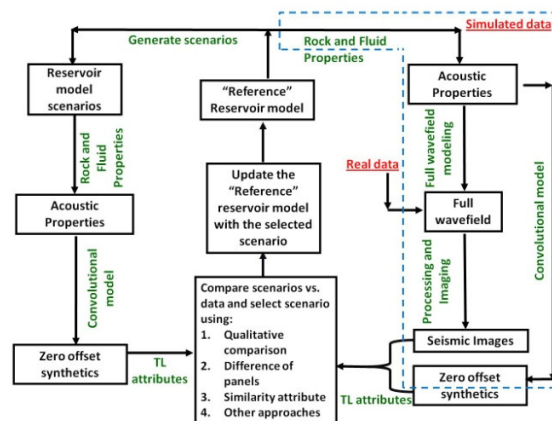 Simulated data
Generate scenarios
Rock and Fluid
Properties
Reservoir
model
scenarios
"Reference"
Reservoir model
Acoustic
Properties
Rock and
Fluid
Properties
Real data
Full wavefield
modeling
Convolutional model
Update the
"Reference"
reservoir model
with the selected
scenario
Acoustic
Properties
Full
wavefield
Convolutional
model
Processing and
Imaging
Compare scenarios vs.
data and select scenario
using:
1. Qualitative
comparison
2. Difference of
panels
3. Similarity attribute
4. Other approaches
Zero offset
synthetics
TL
attributes
Seismic Images
TL attributes
Zero offset
synthetics